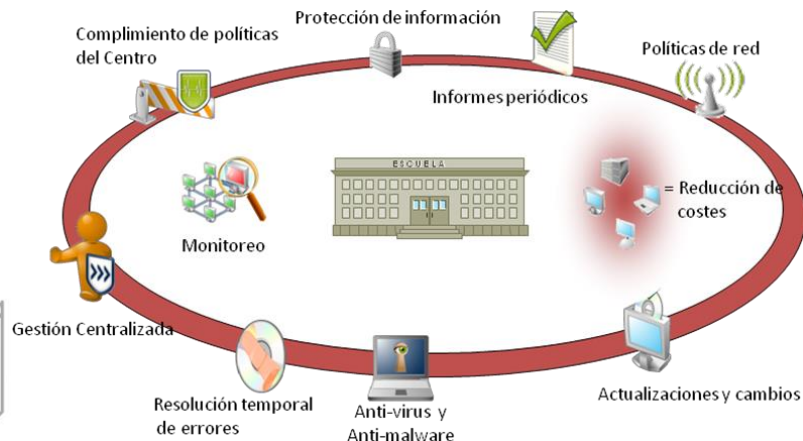 Protección de información
Complimiento de políticas
del Centro
Políticas de red
Informes periódicos
ESCUELA
= Reducción de
costes
Monitoreo
Gestión Centralizada
Resolución temporal
de errores
Anti-virus y
Anti-malware
Actualizaciones y cambios